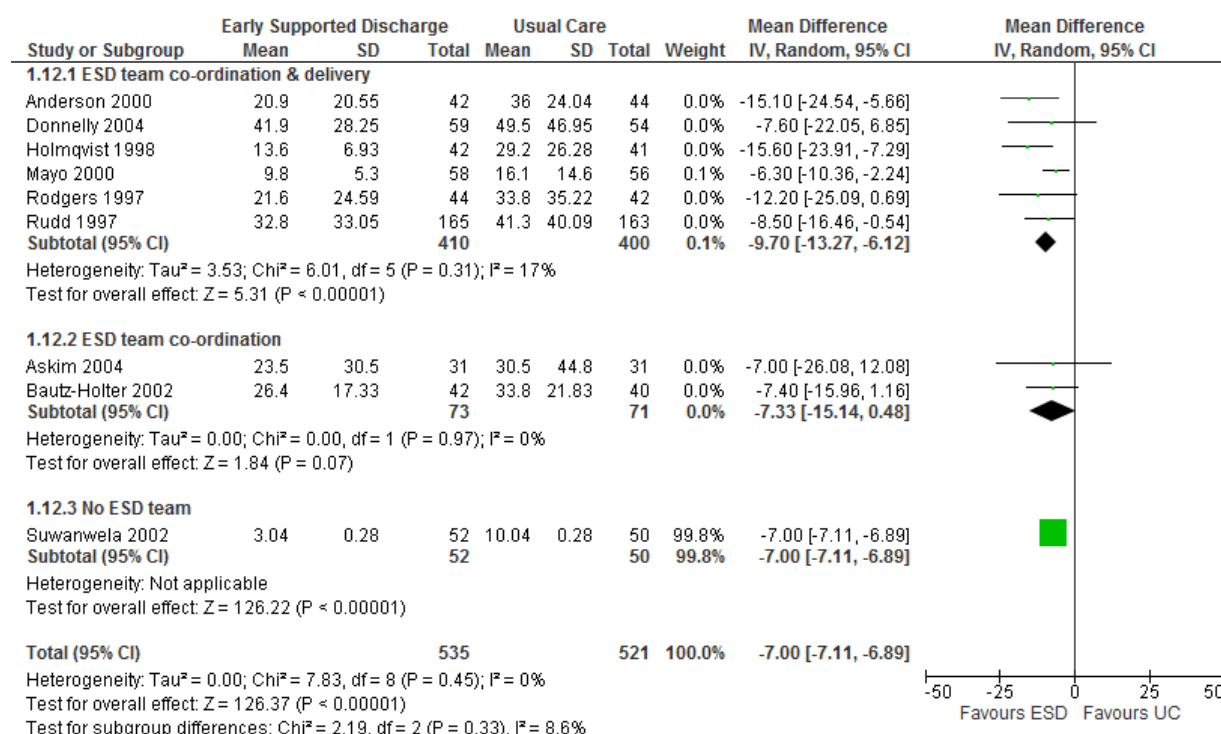 Early Supported Discharge Usual Care Mean Difference Mean Difference
Study or Subgroup Mean SD Total Mean SD Total Weight IV, Random, 95% CI IV, Random, 95% CI
1.12.1 ESD team co-ordination & delivery
Anderson 2000 20.9 20.55 42 36 24.04 44 0.0% -15.10 [-24.54, -5.66]
Donnelly 2004 41.9 28.25 59 49.5 46.95 54 0.0% -7.60 [-22.05, 6.85]
Holmqvist 1998 13.6 6.93 42 29.2 26.28 41 0.0% -15.60 [-23.91, -7.29]
Mayo 2000 9.8 5.3 58 16.1 14.6 56 0.1% -6.30 [-10.36, -2.24]
Rodgers 1997 21.6 24.59 44 33.8 35.22 42 0.0% -12.20 [-25.09, 0.69]
Rudd 1997 32.8 33.05 165 41.3 40.09 163 0.0% -8.50 [-16.46, -0.54]
Subtotal (95% CI) 410 400 0.1% -9.70 [-13.27, -6.12]
Heterogeneity: Tau² = 3.53; Chi² = 6.01, df = 5 (P = 0.31); I² = 17%
Test for overall effect: Z = 5.31 (P < 0.00001)
1.12.2 ESD team co-ordination
Askim 2004 23.5 30.5 31 30.5 44.8 31 0.0% -7.00 [-26.08, 12.08]
Bautz-Holter 2002 26.4 17.33 42 33.8 21.83 40 0.0% -7.40 [-15.96, 1.16]
Subtotal (95% CI) 73 71 0.0% -7.33 [-15.14, 0.48]
Heterogeneity: Tau² = 0.00; Chi² = 0.00, df = 1 (P = 0.97); I² = 0%
Test for overall effect: Z = 1.84 (P = 0.07)
1.12.3 No ESD team
Suwanwela 2002 3.04 0.28 52 10.04 0.28 50 99.8% -7.00 [-7.11, -6.89]
Subtotal (95% CI) 52 50 99.8% -7.00 [-7.11, -6.89]
Heterogeneity: Not applicable
Test for overall effect: Z = 126.22 (P < 0.00001)
Total (95% CI) 535 521 100.0% -7.00 [-7.11, -6.89]
Heterogeneity: Tau² = 0.00; Chi² = 7.83, df = 8 (P = 0.45); I² = 0%
Test for overall effect: Z = 126.37 (P < 0.00001)
Test for subgroup differences: Chi² = 2.19, df = 2 (P = 0.33), I² = 8.6%
-50 -25 0 25 50
Favours ESD Favours UC